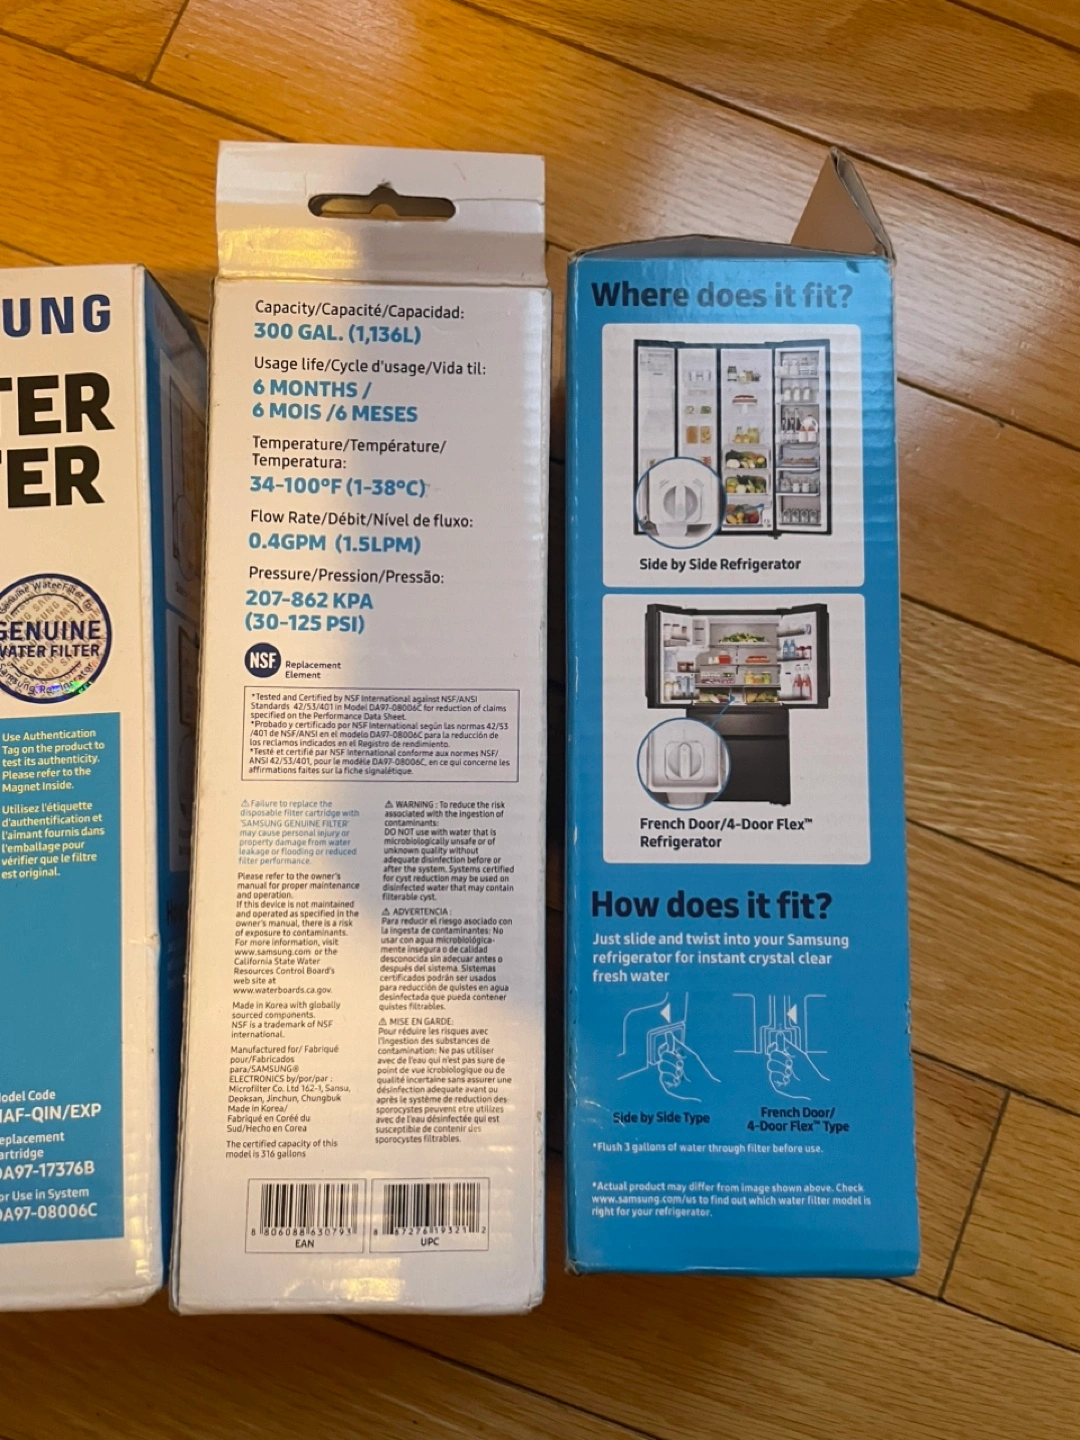 UNG
TER
TER
GENUINE
WATER FILTER
Use Authentication
Tag on the product to
test its authenticity.
Please refer to the
Magnet Inside.
Utilisez l'étiquette
d'authentification et
l'aimant fournis dans
l'emballage pour
vérifier que le filtre
est original.
odel Code
HAF-QIN/EXP
eplacement
artridge
DA97-17376B
or Use in System
DA97-08006C
Capacity/Capacité/Capacidad:
300 GAL. (1,136L)
Usage life/Cycle d'usage/Vida til:
6 MONTHS /
6 MOIS /6 MESES
Temperature/Température/
Temperatura:
34-100°F (1-38°C)
Flow Rate/Débit/Nível de fluxo:
0.4GPM (1.5LPM)
Pressure/Pression/Pressão:
207-862 KPA
(30-125 PSI)
NSF Replacement
Element
*Tested and Certified by NSF International against NSF/ANSI
Standards 42/53/401 in Model DA97-08006C for reduction of claims
specified on the Performance Data Sheet.
*Probado y certificado por NSF International según las normas 42/53
/401 de NSF/ANSI en el modelo DA97-08006C para la reducción de
los reclamos indicados en el Registro de rendimiento.
*Testé et certifié par NSF International conforme aux normes NSF/
ANSI 42/53/401, pour le modèle DA97-08006C, en ce qui concerne les
affirmations faites sur la fiche signalétique.
⚠ Failure to replace the
disposable filter cartridge with
'SAMSUNG GENUINE FILTER'
may cause personal injury or
property damage from water
leakage or flooding or reduced
filter performance.
Please refer to the owner's
manual for proper maintenance
and operation.
If this device is not maintained
and operated as specified in the
owner's manual, there is a risk
of exposure to contaminants.
For more information, visit
www.samsung.com or the
California State Water
Resources Control Board's
web site at
www.waterboards.ca.gov.
Made in Korea with globally
sourced components.
NSF is a trademark of NSF
International.
Manufactured for/ Fabriqué
pour/Fabricados
para/SAMSUNG®
ELECTRONICS by/por/par :
Microfilter Co. Ltd 162-1, Sansu,
Deoksan, Jinchun, Chungbuk
Made in Korea/
Fabriqué en Coréé du
Sud/Hecho en Corea
The certified capacity of this
model is 316 gallons
⚠ WARNING : To reduce the risk
associated with the ingestion of
contaminants:
DO NOT use with water that is
microbiologically unsafe or of
unknown quality without
adequate disinfection before or
after the system. Systems certified
for cyst reduction may be used on
disinfected water that may contain
filterable cyst.
⚠ ADVERTENCIA :
Para reducir el riesgo asociado con
la ingesta de contaminantes: No
usar con agua microbiológica-
mente insegura o de calidad
desconocida sin adecuar antes o
después del sistema. Sistemas
certificados podrán ser usados
para reducción de quistes en agua
desinfectada que pueda contener
quistes filtrables.
⚠ MISE EN GARDE:
Pour réduire les risques avec
l'ingestion des substances de
contamination: Ne pas utiliser
avec de l'eau qui n'est pas sure de
point de vue icrobiologique ou de
qualité incertaine sans assurer une
désinfection adequate avant ou
après le système de reduction des
sporocystes peuvent etre utilizes
avec de l'eau désinfectée qui est
susceptible de contenir des
sporocystes filtrables.
8 806088 630793
EAN
8 87276 19321 2
UPC
Where does it fit?
Side by Side Refrigerator
French Door/4-Door Flex™
Refrigerator
How does it fit?
Just slide and twist into your Samsung
refrigerator for instant crystal clear
fresh water
Side by Side Type
French Door/
4-Door Flex™ Type
*Flush 3 gallons of water through filter before use.
*Actual product may differ from image shown above. Check
www.samsung.com/us to find out which water filter model is
right for your refrigerator.